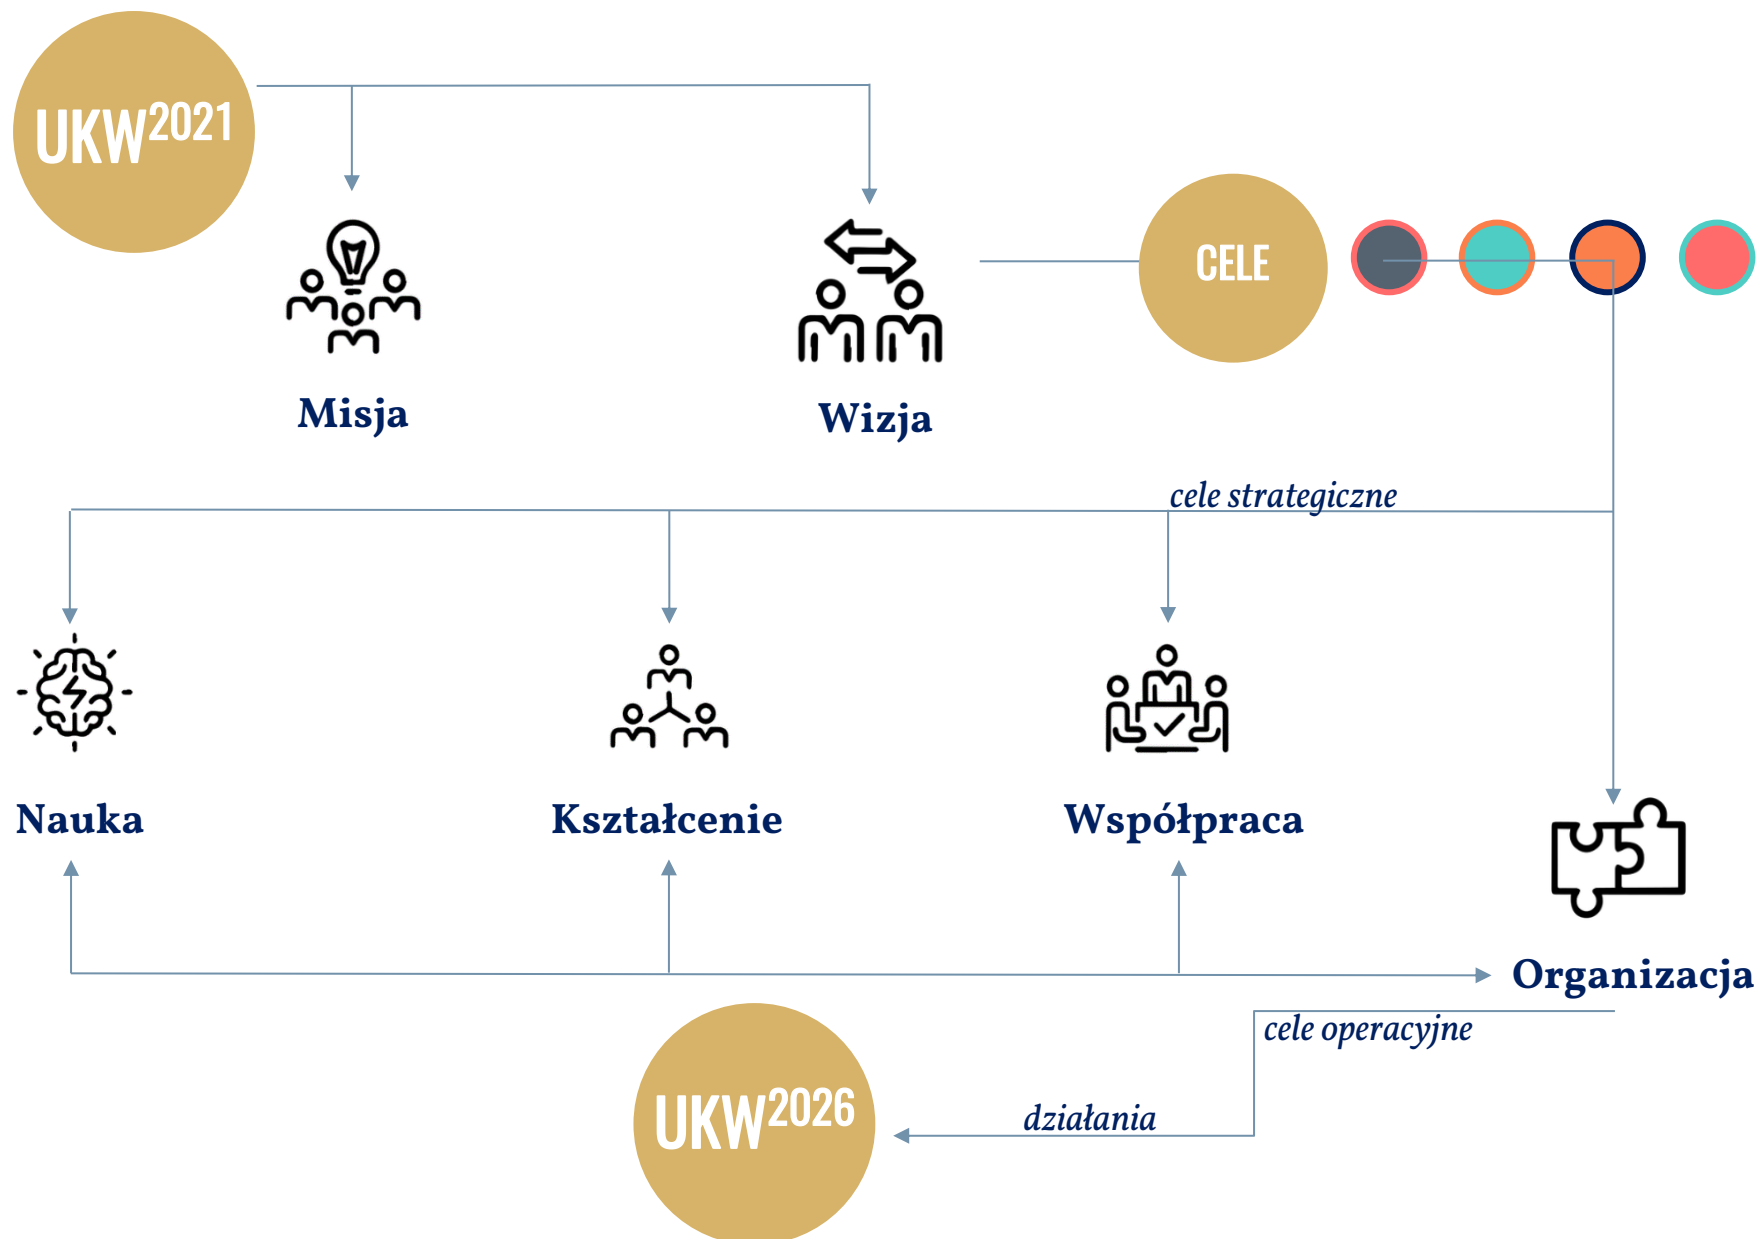 UKW2021
CELE
Misja
Wizja
cele strategiczne
Nauka
Kształcenie
Współpraca
Organizacja
cele operacyjne
UKW2026
działania